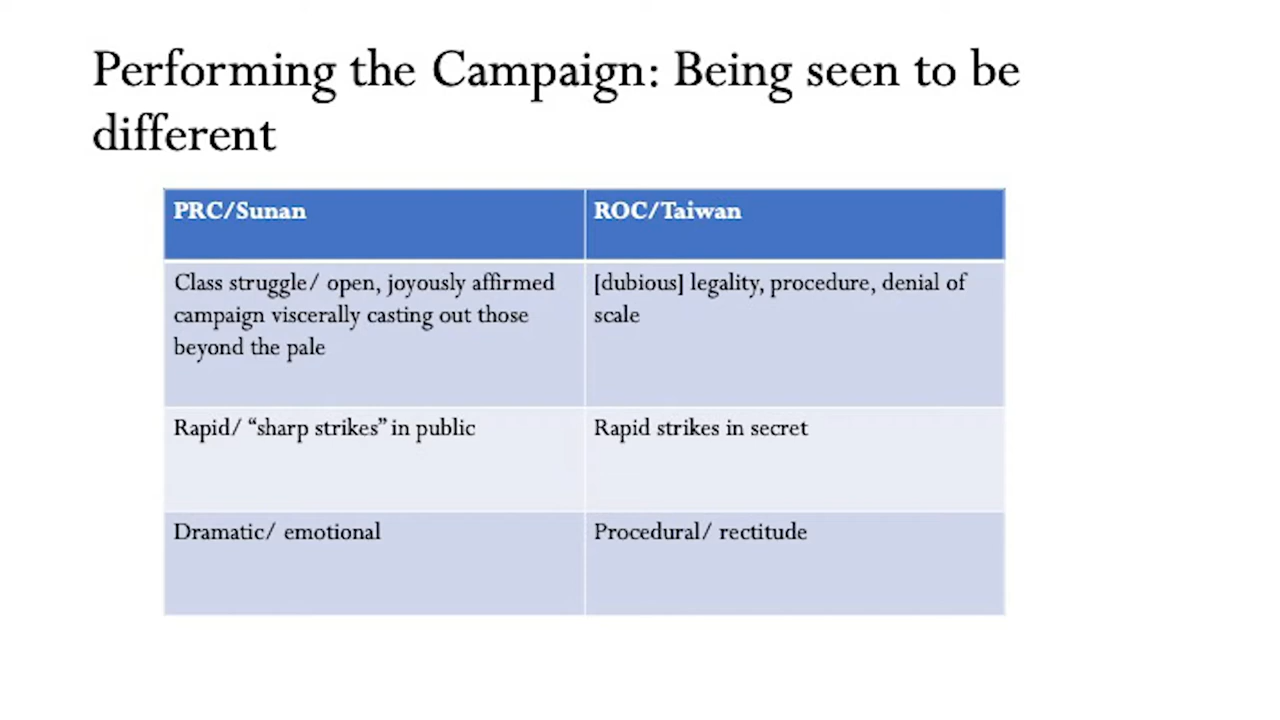 Performing the Campaign: Being seen to be
different
PRC/Sunan
ROC/Taiwan
Class struggle/ open, joyously affirmed
campaign viscerally casting out those
beyond the pale
[dubious] legality, procedure, denial of
scale
Rapid/ “sharp strikes” in public
Rapid strikes in secret
Dramatic/ emotional
Procedural/ rectitude